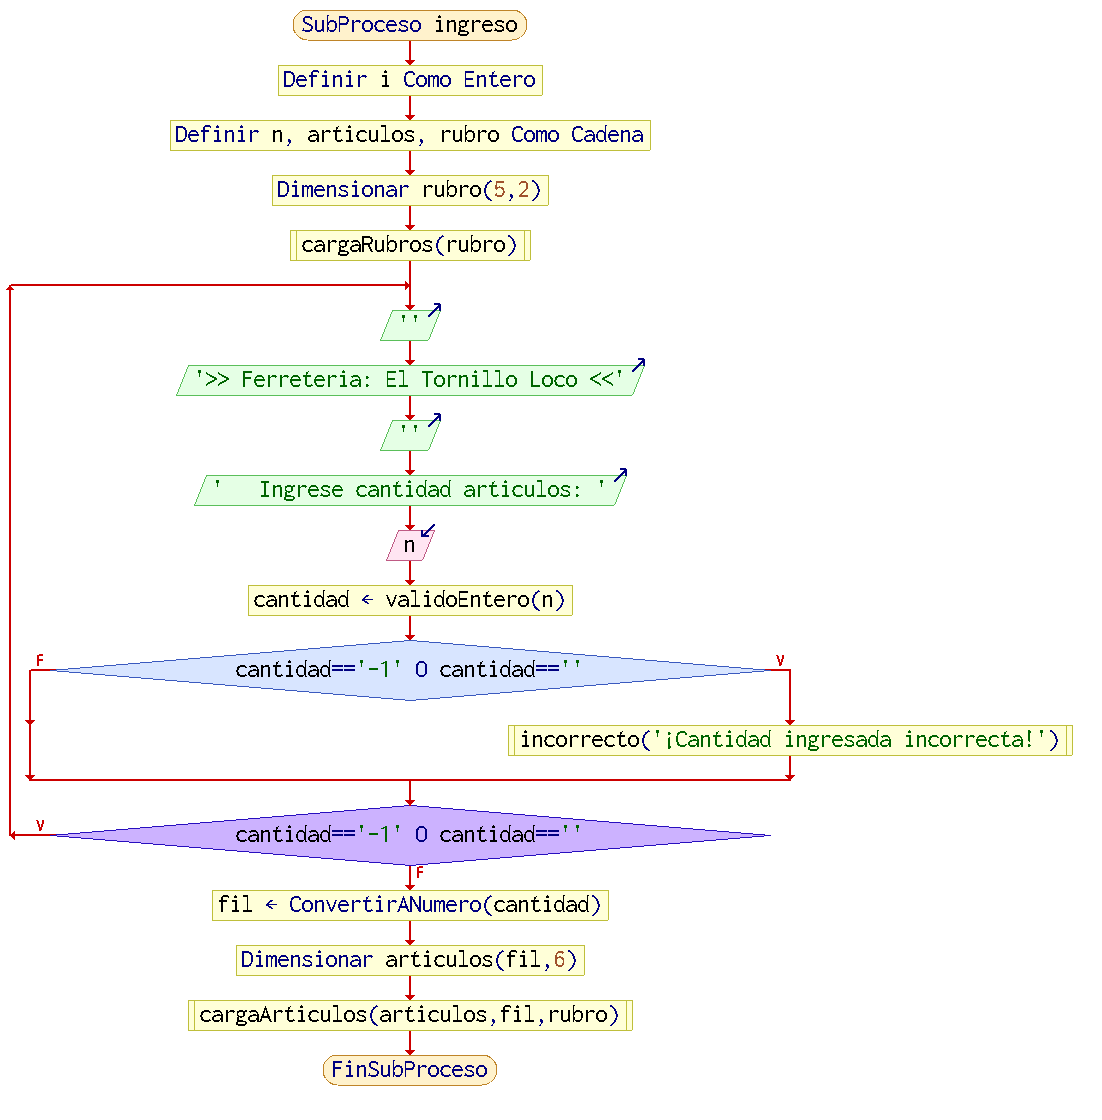 SubProceso ingreso
Definir i Como Entero
Definir n, articulos, rubro Como Cadena
Dimensionar rubro(5,2)
cargaRubros(rubro)
''
'>> Ferreteria: El Tornillo Loco <<'
''
'   Ingrese cantidad articulos: '
n
cantidad ← validoEntero(n)
F
V
cantidad=='-1' O cantidad==''
incorrecto('¡Cantidad ingresada incorrecta!')
V
cantidad=='-1' O cantidad==''
F
fil ← ConvertirANumero(cantidad)
Dimensionar articulos(fil,6)
cargaArticulos(articulos,fil,rubro)
FinSubProceso